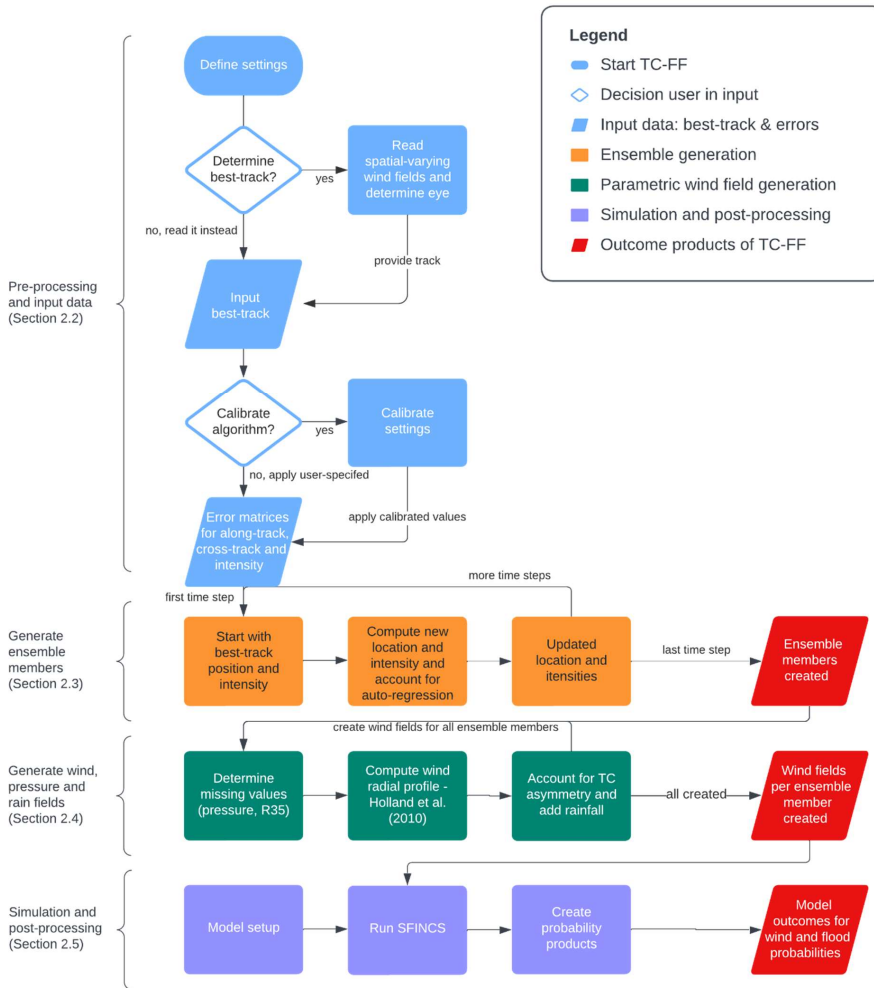 Define settings
Determine
best-track?
yes
Read
spatial-varying
wind fields and
determine eye
no, read it instead
provide track
Input
best-track
Pre-processing
and input data
(Section 2.2)
Calibrate
algorithm?
yes
Calibrate
settings
no, apply user-specifed
apply calibrated values
Error matrices
for along-track,
cross-track and
intensity
Legend
Start TC-FF
Decision user in input
Input data: best-track & errors
Ensemble generation
Parametric wind field generation
Simulation and post-processing
Outcome products of TC-FF
more time steps
first time step
Generate
ensemble
members
(Section 2.3)
Start with
best-track
position and
intensity
Compute new
location and
intensity and
account for
auto-regression
Updated
location and
itensities
last time step
Ensemble
members
created
create wind fields for all ensemble members
Generate wind,
pressure and
rain fields
(Section 2.4)
Determine
missing values
(pressure, R35)
Compute wind
radial profile -
Holland et al.
(2010)
Account for TC
asymmetry and
add rainfall
all created
Wind fields
per ensemble
member
created
Simulation and
post-processing
(Section 2.5)
Model setup
Run SFINCS
Create
probability
products
Model
outcomes for
wind and flood
probabilities